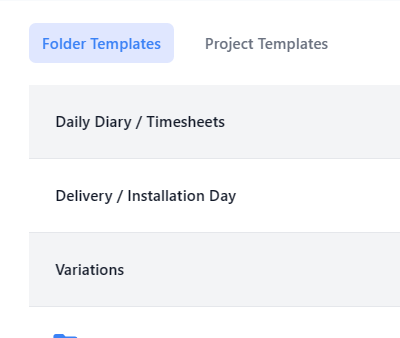 Folder Templates Project Templates
Daily Diary / Timesheets
Delivery / Installation Day
Variations